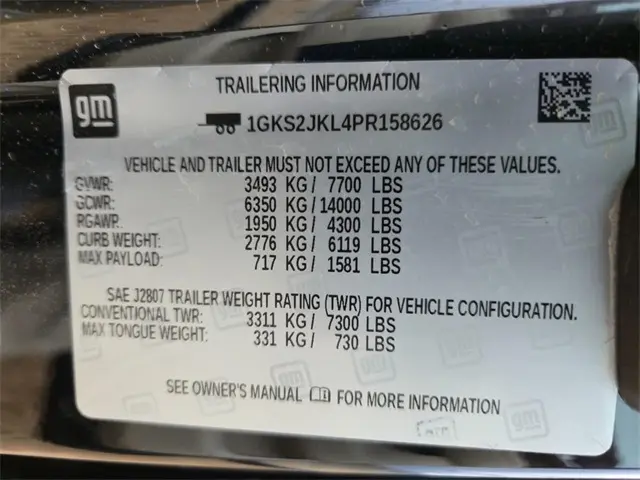 gm
TRAILERING INFORMATION
1GKS2JKL4PR158626
VEHICLE AND TRAILER MUST NOT EXCEED ANY OF THESE VALUES.
GVWR: 3493 KG / 7700 LBS
GCWR: 6350 KG / 14000 LBS
RGAWR: 1950 KG / 4300 LBS
CURB WEIGHT: 2776 KG / 6119 LBS
MAX PAYLOAD: 717 KG / 1581 LBS
SAE J2807 TRAILER WEIGHT RATING (TWR) FOR VEHICLE CONFIGURATION.
CONVENTIONAL TWR: 3311 KG / 7300 LBS
MAX TONGUE WEIGHT: 331 KG / 730 LBS
SEE OWNER'S MANUAL FOR MORE INFORMATION